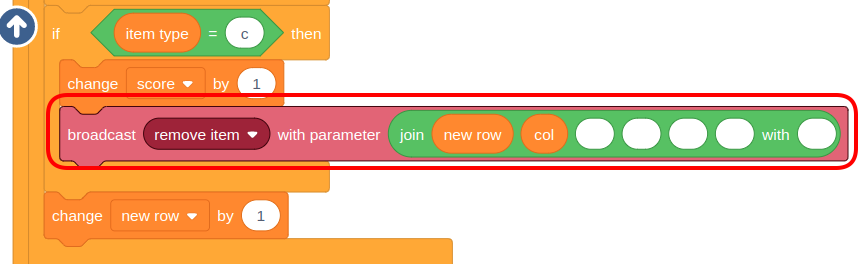 if item type = c then
change score by 1
broadcast remove item with parameter join new row col with
change new row by 1